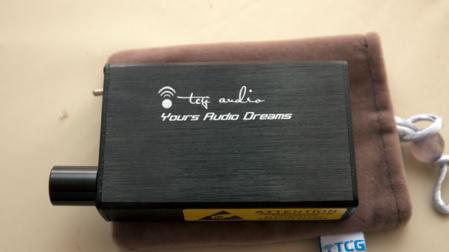 tcg audio
Yours Audio Dreams
ATTENTION
TCG